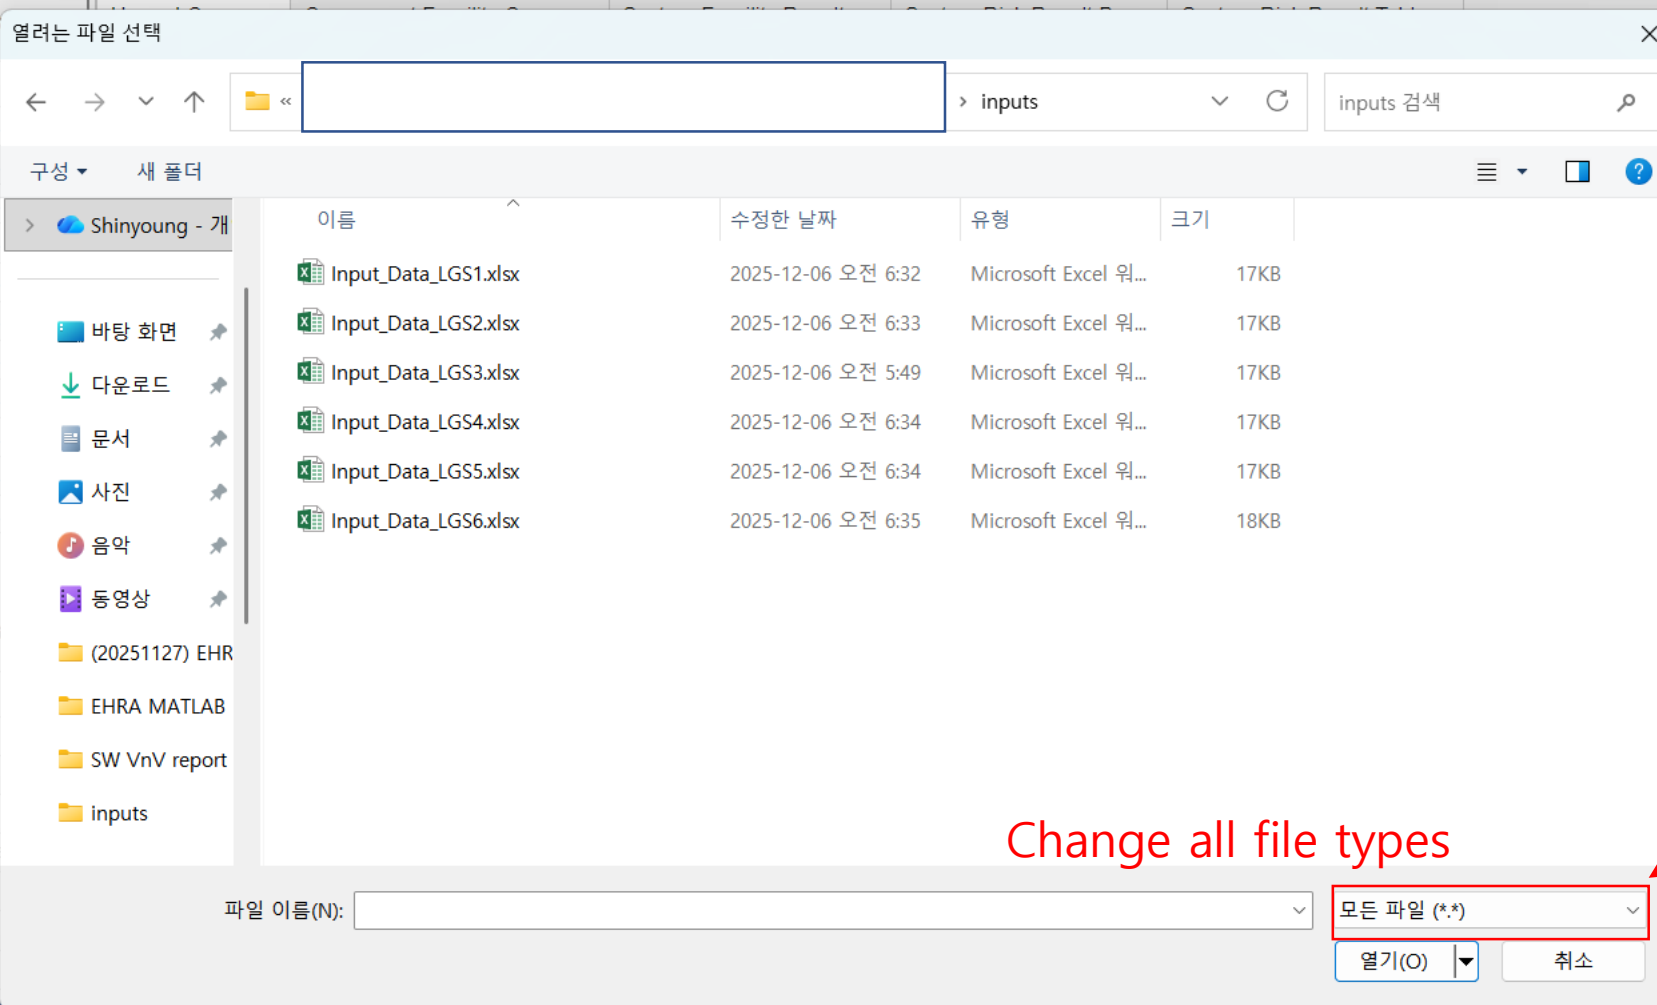 열려는 파일 선택
« › inputs
inputs 검색
구성
새 폴더
Shinyoung - 개
이름 수정한 날짜 유형 크기
Input_Data_LGS1.xlsx 2025-12-06 오전 6:32 Microsoft Excel 워... 17KB
Input_Data_LGS2.xlsx 2025-12-06 오전 6:33 Microsoft Excel 워... 17KB
Input_Data_LGS3.xlsx 2025-12-06 오전 5:49 Microsoft Excel 워... 17KB
Input_Data_LGS4.xlsx 2025-12-06 오전 6:34 Microsoft Excel 워... 17KB
Input_Data_LGS5.xlsx 2025-12-06 오전 6:34 Microsoft Excel 워... 17KB
Input_Data_LGS6.xlsx 2025-12-06 오전 6:35 Microsoft Excel 워... 18KB
바탕 화면
다운로드
문서
사진
음악
동영상
(20251127) EHR
EHRA MATLAB
SW VnV report
inputs
Change all file types
파일 이름(N):
모든 파일 (*.*)
열기(O)
취소